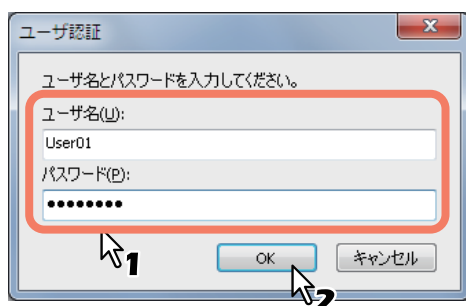 ユーザ認証
ユーザ名とパスワードを入力してください。
ユーザ名(U):
User01
パスワード(P):
●●●●●●●●
1
OK
キャンセル
2